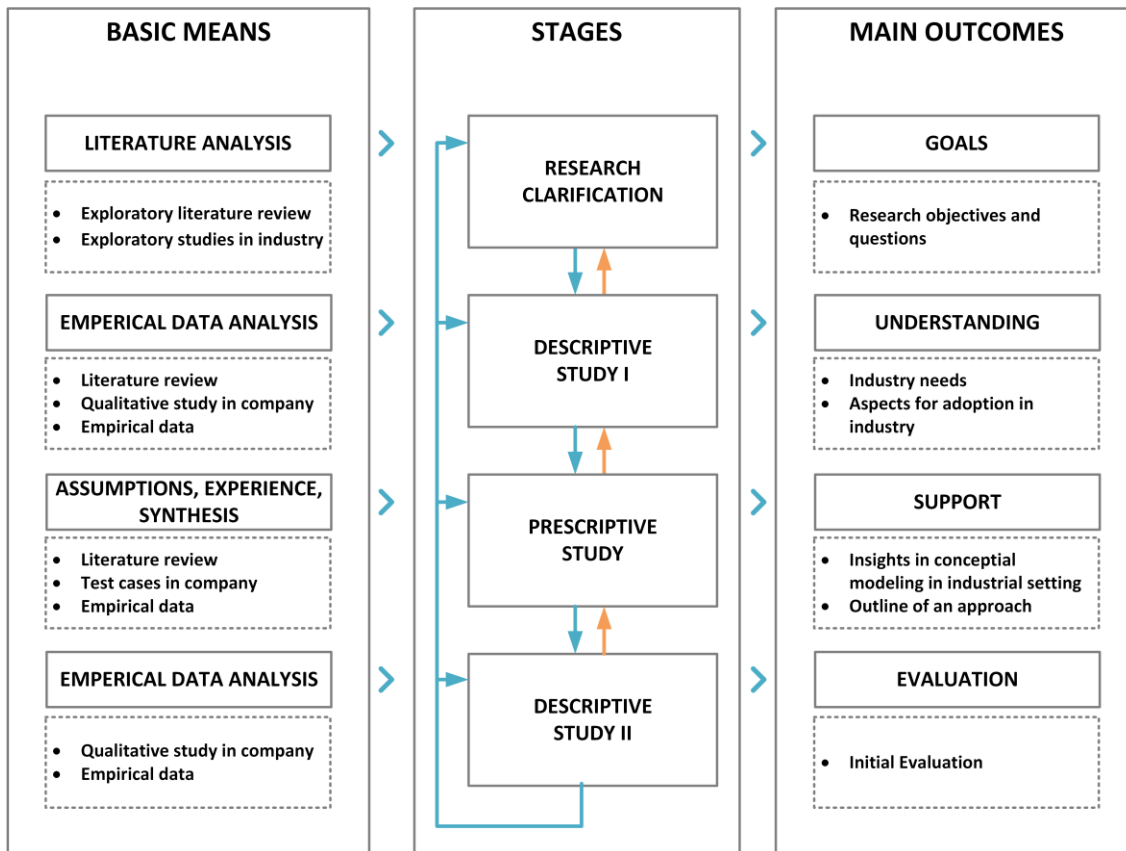 BASIC MEANS
LITERATURE ANALYSIS
• Exploratory literature review
• Exploratory studies in industry
EMPERICAL DATA ANALYSIS
• Literature review
• Qualitative study in company
• Empirical data
ASSUMPTIONS, EXPERIENCE,
SYNTHESIS
• Literature review
• Test cases in company
• Empirical data
EMPERICAL DATA ANALYSIS
• Qualitative study in company
• Empirical data
STAGES
RESEARCH
CLARIFICATION
DESCRIPTIVE
STUDY I
PRESCRIPTIVE
STUDY
DESCRIPTIVE
STUDY II
MAIN OUTCOMES
GOALS
• Research objectives and
questions
UNDERSTANDING
• Industry needs
• Aspects for adoption in
industry
SUPPORT
• Insights in conceptial
modeling in industrial setting
• Outline of an approach
EVALUATION
• Initial Evaluation